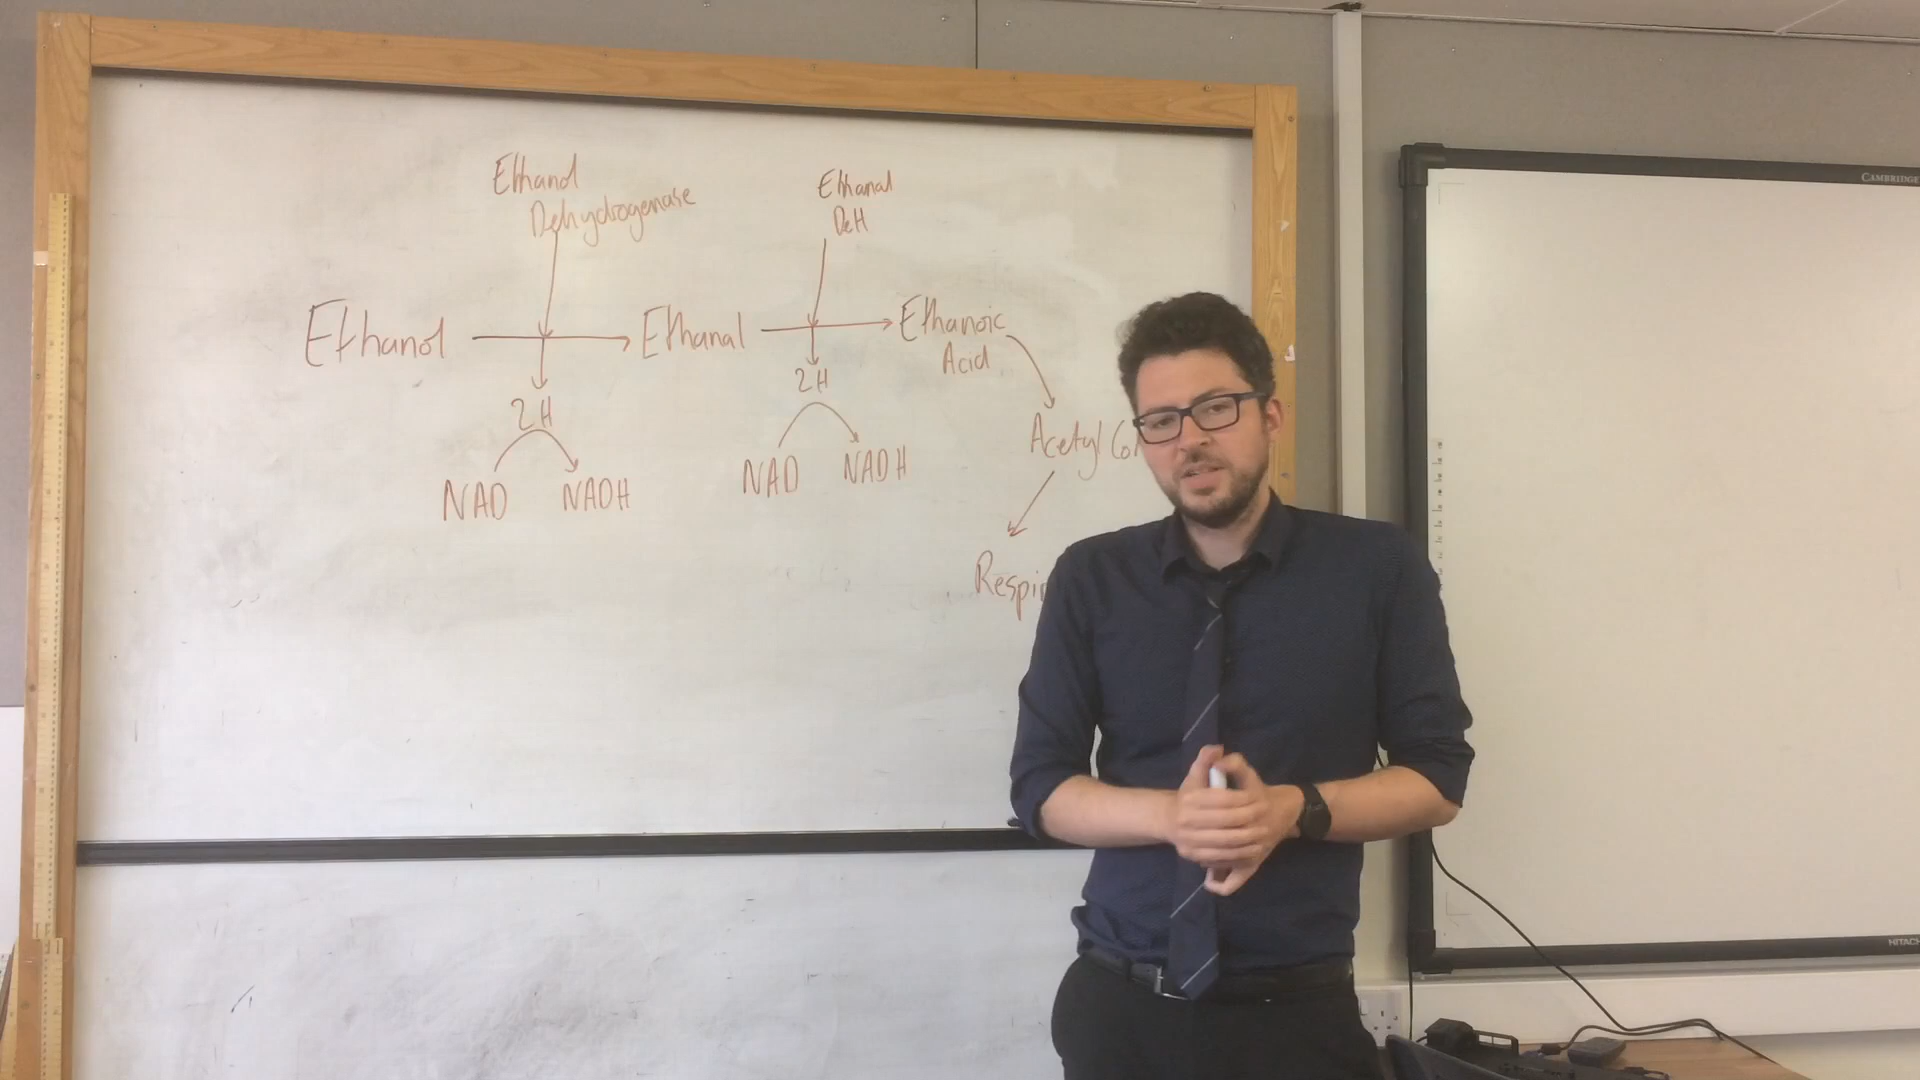 Ethanol
Dehydrogenase
Ethanal
DeH
Ethanol
Ethanal
Ethanoic
Acid
2H
2H
NAD
NADH
NAD
NADH
Acetyl Co
Respir
CAMBRIDGE
HITACH